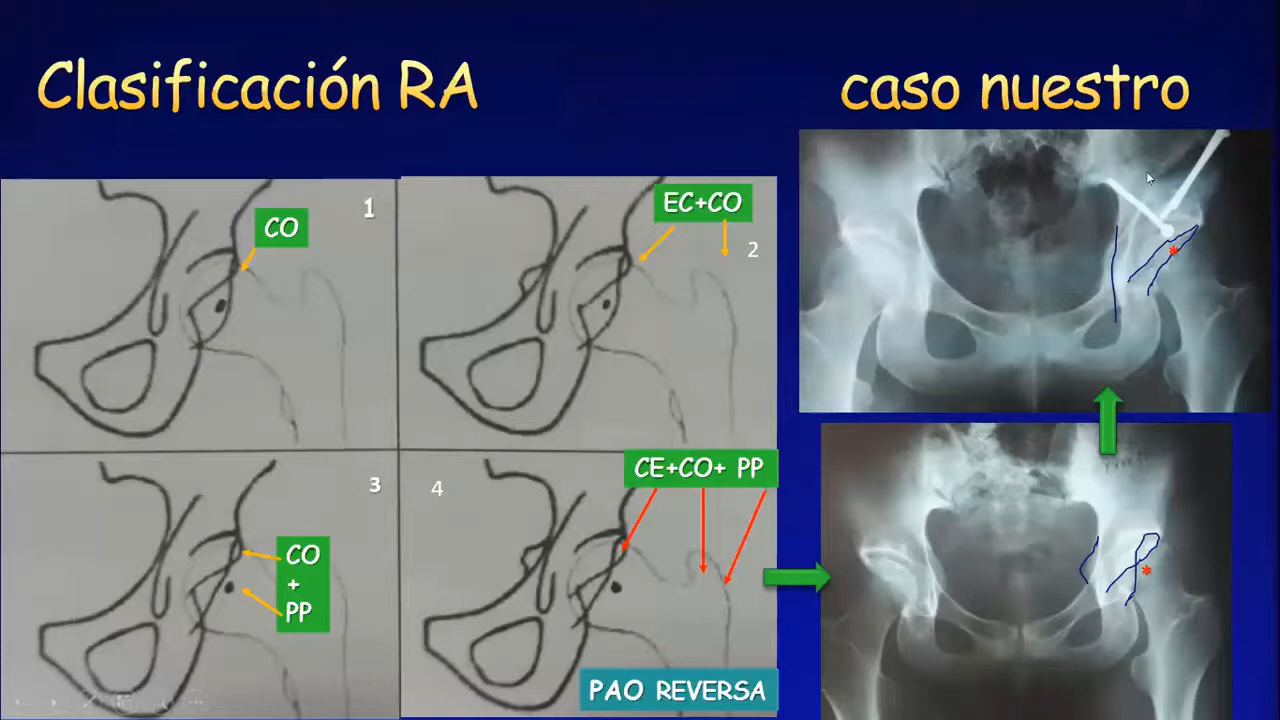 Clasificación RA
caso nuestro
1
CO
EC+CO
2
3
CO
+
PP
4
CE+CO+ PP
PAO REVERSA